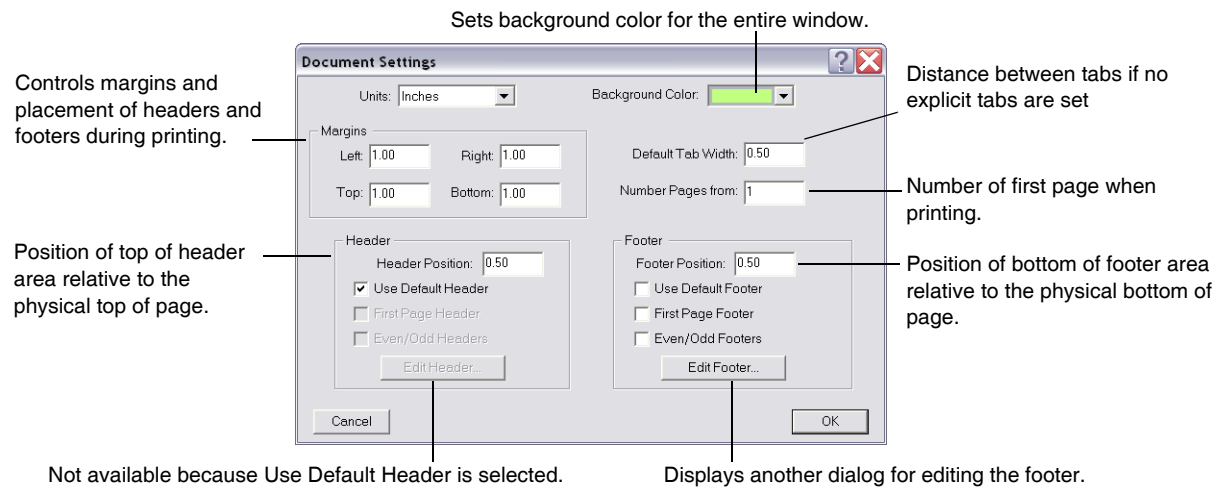 Sets background color for the entire window.
Document Settings
Controls margins and
placement of headers and
footers during printing.
Units: Inches
Background Color:
Distance between tabs if no
explicit tabs are set
Margins
Left: 1.00 Right: 1.00
Top: 1.00 Bottom: 1.00
Default Tab Width: 0.50
Number Pages from: 1
Number of first page when
printing.
Position of top of header
area relative to the
physical top of page.
Header
Header Position: 0.50
Use Default Header
First Page Header
Even/Odd Headers
Edit Header...
Footer
Footer Position: 0.50
Use Default Footer
First Page Footer
Even/Odd Footers
Edit Footer...
Position of bottom of footer area
relative to the physical bottom of
page.
Cancel
OK
Not available because Use Default Header is selected.
Displays another dialog for editing the footer.